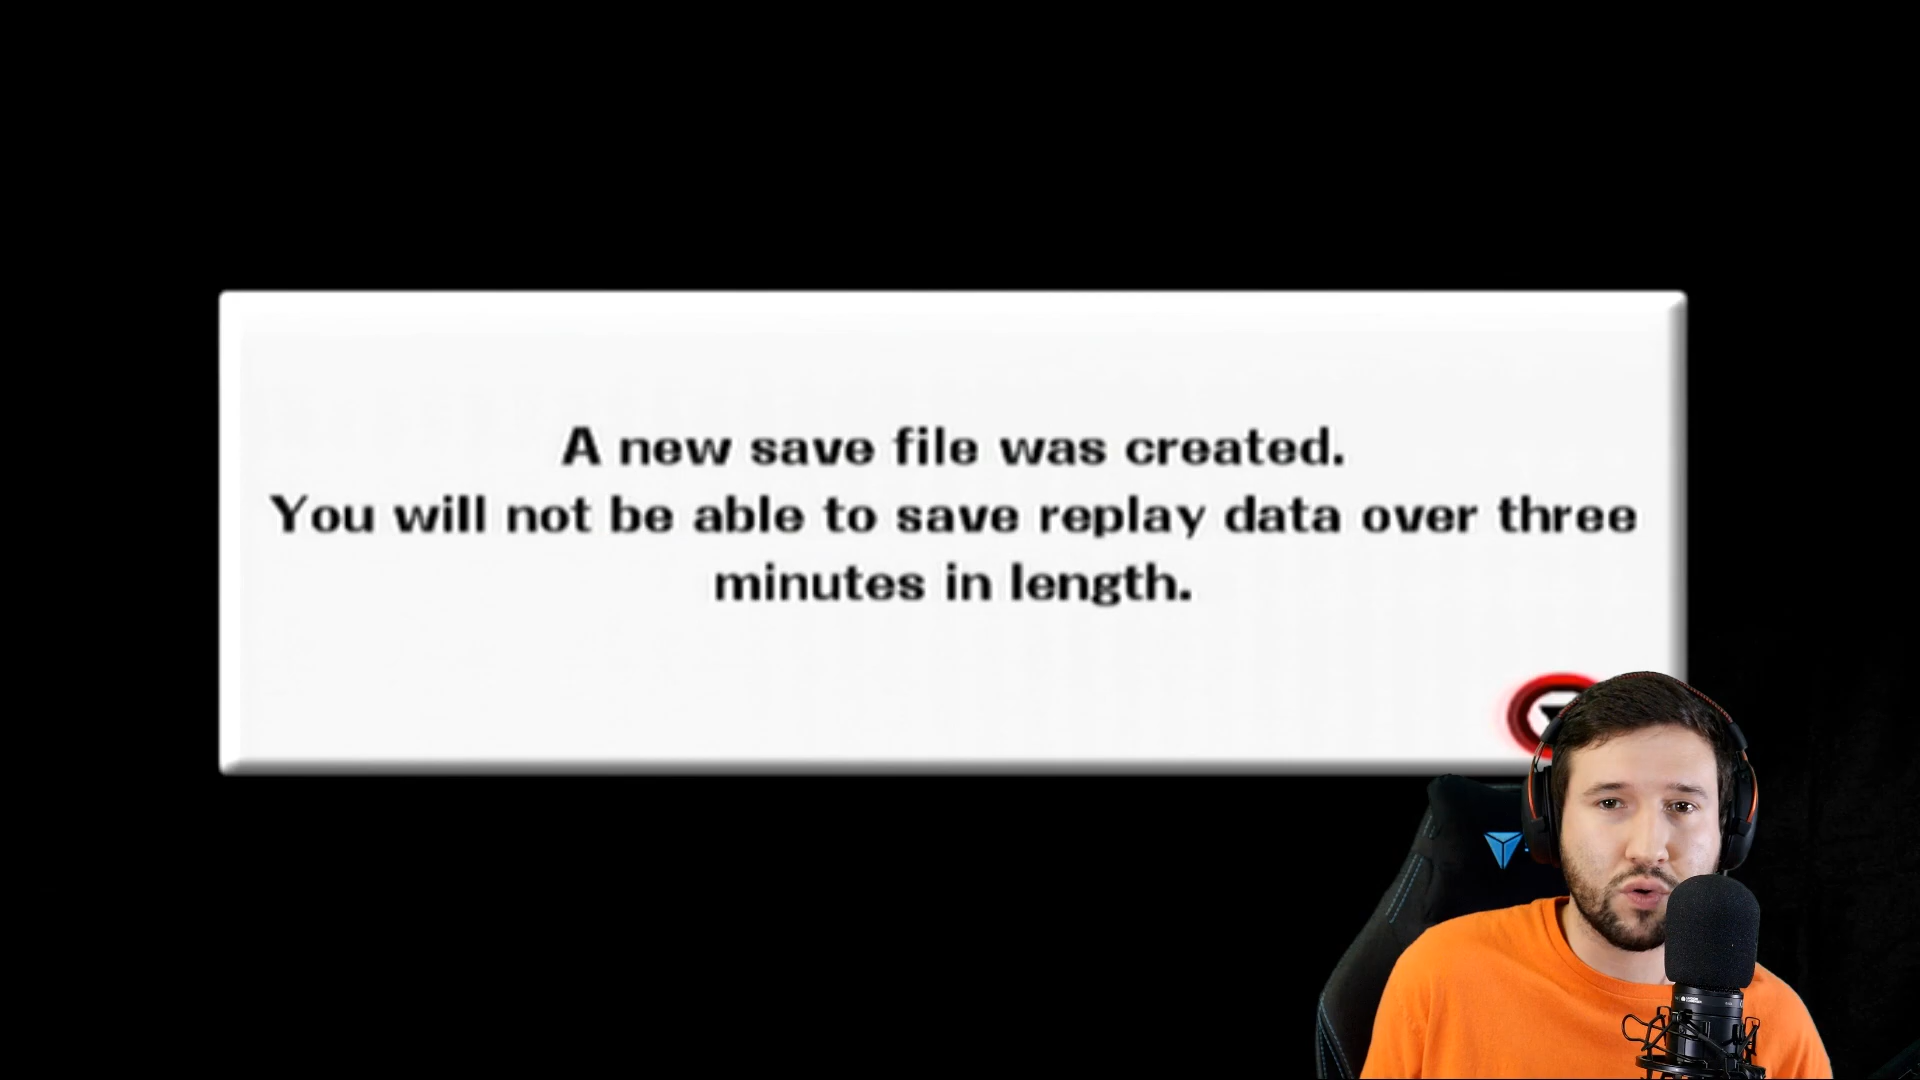 A new save file was created.
You will not be able to save replay data over three
minutes in length.